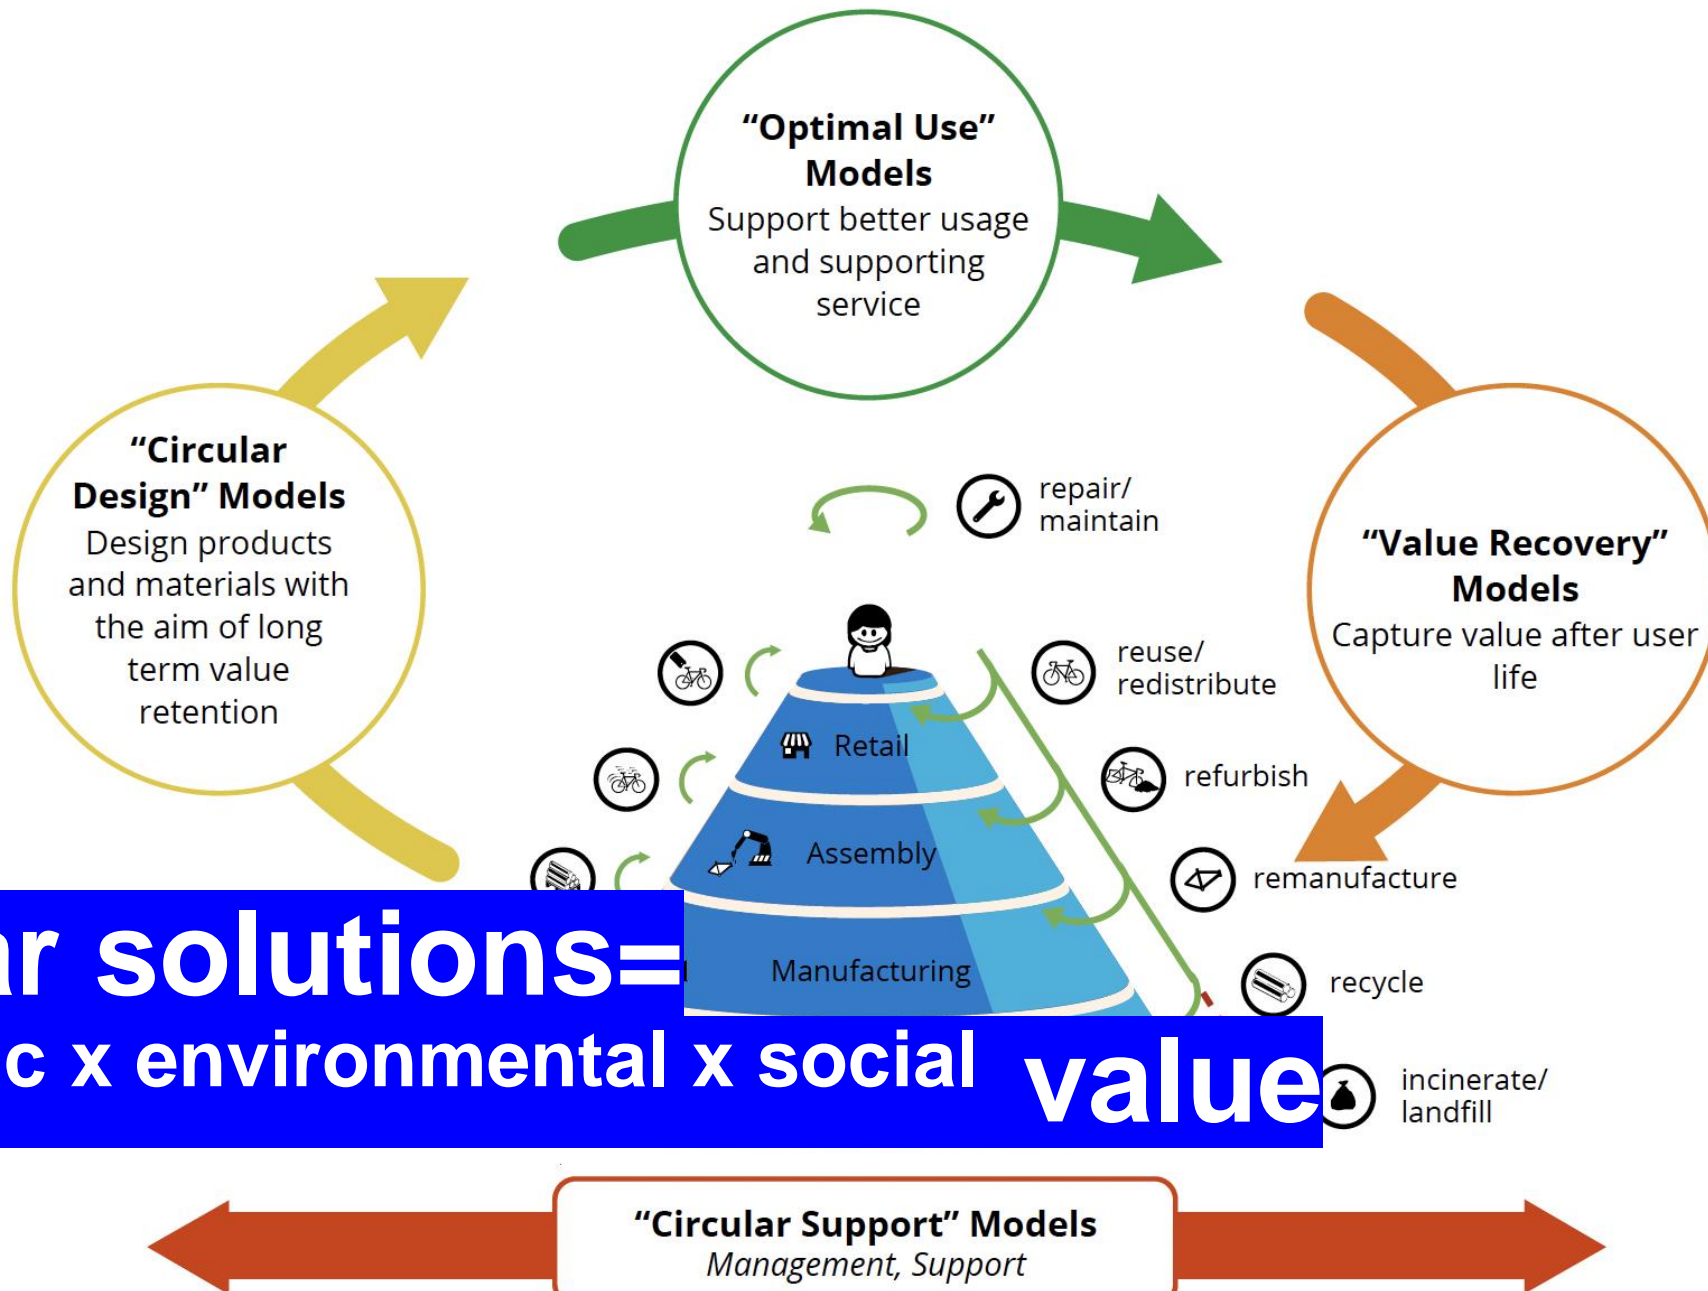 “Optimal Use”
Models
Support better usage
and supporting
service
“Circular
Design” Models
Design products
and materials with
the aim of long
term value
retention
“Value Recovery”
Models
Capture value after user
life
repair/
maintain
reuse/
redistribute
refurbish
remanufacture
recycle
incinerate/
landfill
Retail
Assembly
Manufacturing
solutions=
x environmental x social value
“Circular Support” Models
Management, Support